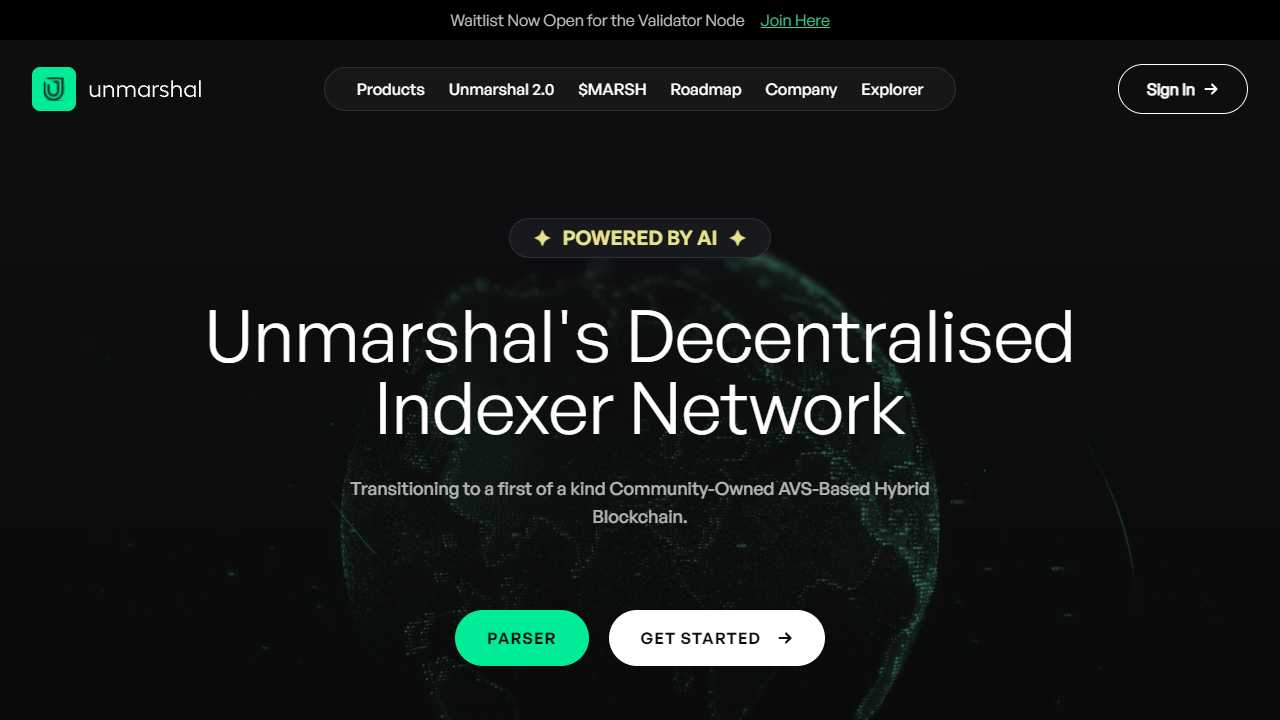 Waitlist Now Open for the Validator Node Join Here
unmarshal
Products Unmarshal 2.0 $MARSH Roadmap Company Explorer
Sign In
POWERED BY AI
Unmarshal's Decentralised
Indexer Network
Transitioning to a first of a kind Community-Owned AVS-Based Hybrid
Blockchain.
PARSER
GET STARTED